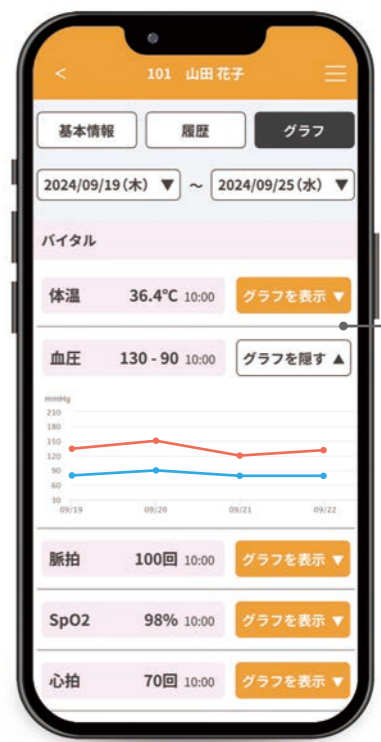 < 101 山田 花子
基本情報 履歴 グラフ
2024/09/19(木) ▼ ～ 2024/09/25(水) ▼
バイタル
体温 36.4℃ 10:00 グラフを表示 ▼
血圧 130 - 90 10:00 グラフを隠す ▲
mmHg
210
180
150
120
90
60
30
09/19 09/20 09/21 09/22
脈拍 100回 10:00 グラフを表示 ▼
SpO2 98% 10:00 グラフを表示 ▼
心拍 70回 10:00 グラフを表示 ▼